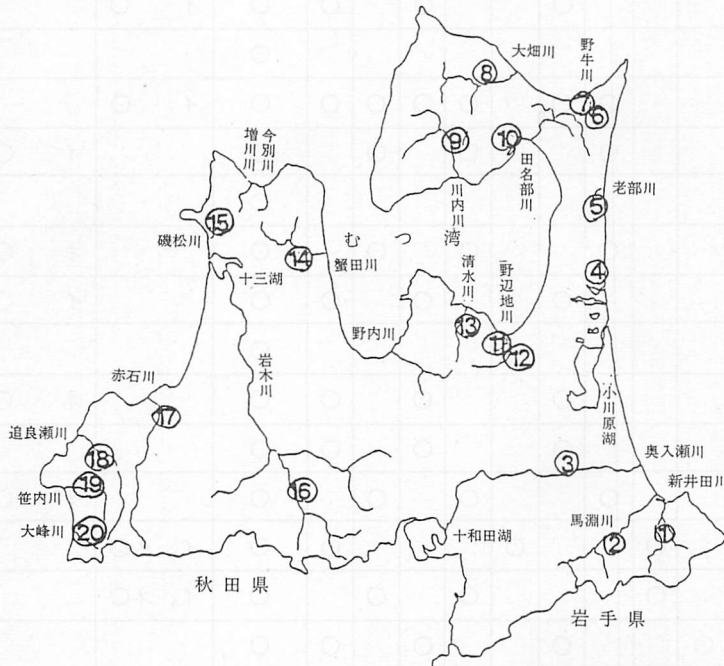 大畑川
野牛川
⑧
⑦
⑥
今別川
増川川
⑨
⑩
田名部川
川内川
老部川
⑤
⑮
磯松川
むつ湾
⑭
蟹田川
十三湖
清水川
野辺地川
④
⑬
野内川
⑪
⑫
岩木川
赤石川
小川原湖
⑰
追良瀬川
⑱
③
奥入瀬川
⑲
笹内川
⑯
新井田川
馬淵川
大峰川
⑳
十和田湖
②
①
秋田県
岩手県